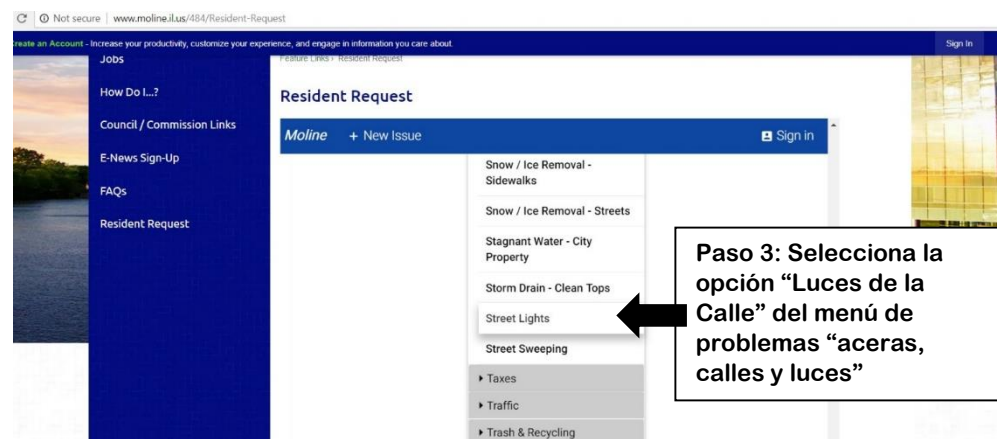 Not secure | www.moline.il.us/484/Resident-Request
Create an Account - Increase your productivity, customize your experience, and engage in information you care about.
Sign In
Jobs
How Do I...?
Council / Commission Links
E-News Sign-Up
FAQs
Resident Request
Feature Links › Resident Request
Resident Request
Moline + New Issue
Sign in
Snow / Ice Removal -
Sidewalks
Snow / Ice Removal - Streets
Stagnant Water - City
Property
Storm Drain - Clean Tops
Street Lights
Street Sweeping
Taxes
Traffic
Trash & Recycling
Paso 3: Selecciona la
opción “Luces de la
Calle” del menú de
problemas “aceras,
calles y luces”